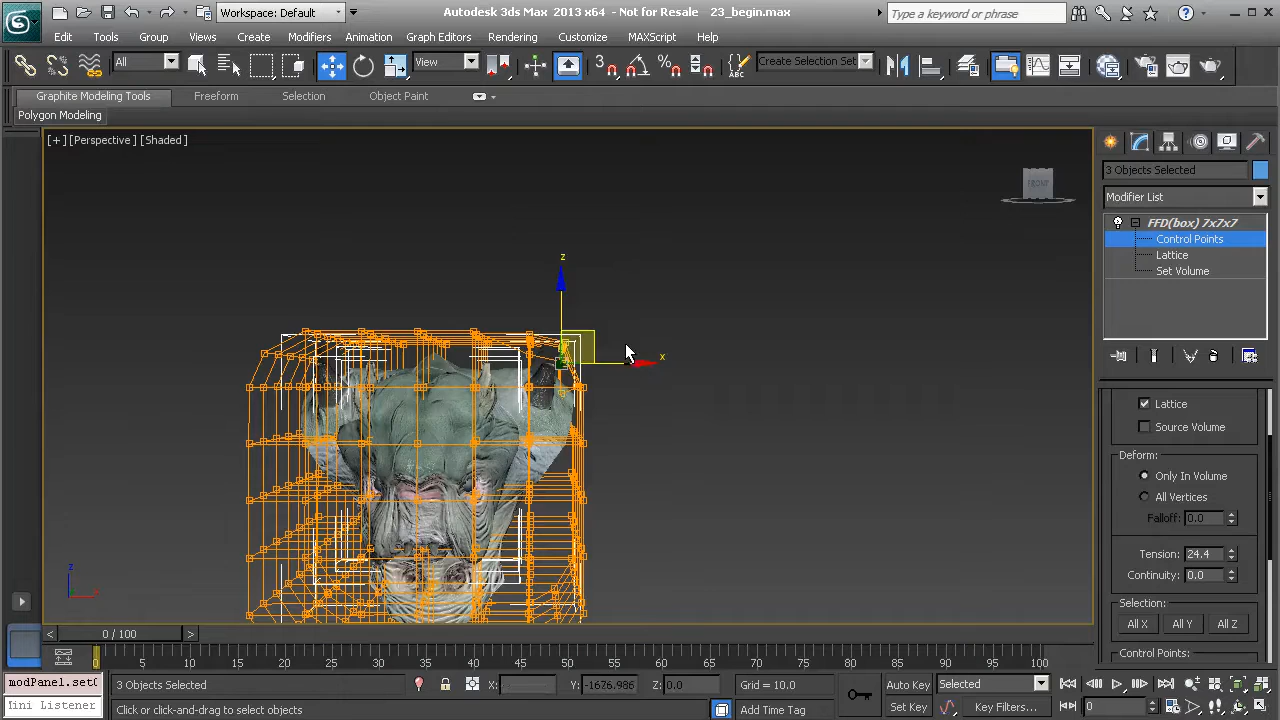 Workspace: Default
Autodesk 3ds Max 2013 x64 - Not for Resale 23_begin.max
Type a keyword or phrase
Edit Tools Group Views Create Modifiers Animation Graph Editors Rendering Customize MAXScript Help
All
View
Create Selection Set
Graphite Modeling Tools Freeform Selection Object Paint
Polygon Modeling
[+] [Perspective] [Shaded]
FRONT
3 Objects Selected
Modifier List
FFD(box) 7x7x7
Control Points
Lattice
Set Volume
z
x
Lattice
Source Volume
Deform:
Only In Volume
All Vertices
Falloff: 0.0
Tension: 24.4
Continuity: 0.0
Selection:
All X All Y All Z
Control Points:
z
0 / 100
0 5 10 15 20 25 30 35 40 45 50 55 60 65 70 75 80 85 90 95 100
modPanel.setC
3 Objects Selected
X: Y: -1676.986 Z: 0.0
Grid = 10.0
Auto Key
Selected
Mini Listener
Click or click-and-drag to select objects
Add Time Tag
Set Key
Key Filters...
0